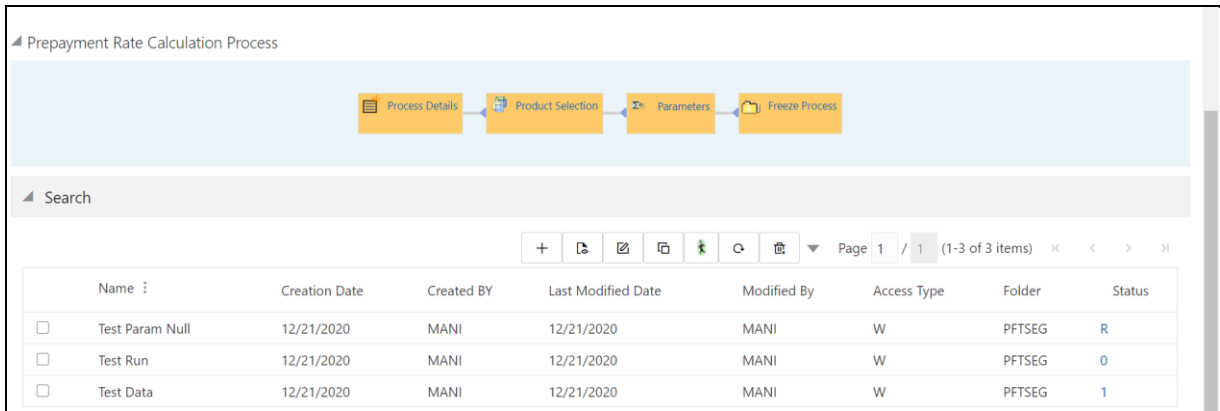 Prepayment Rate Calculation Process
Process Details Product Selection Parameters Freeze Process
Search
Page 1 / 1 (1-3 of 3 items)
Name Creation Date Created BY Last Modified Date Modified By Access Type Folder Status
Test Param Null 12/21/2020 MANI 12/21/2020 MANI W PFTSEG R
Test Run 12/21/2020 MANI 12/21/2020 MANI W PFTSEG 0
Test Data 12/21/2020 MANI 12/21/2020 MANI W PFTSEG 1